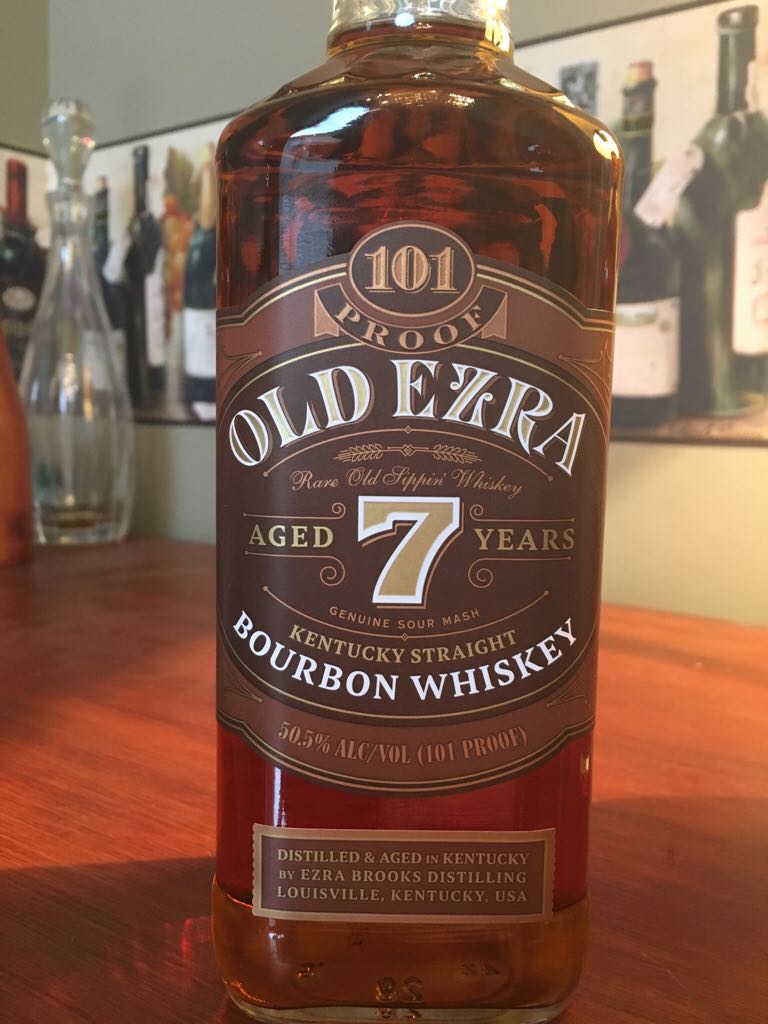 101
PROOF
OLD EZRA
Rare Old Sippin' Whiskey
AGED 7 YEARS
GENUINE SOUR MASH
KENTUCKY STRAIGHT
BOURBON WHISKEY
50.5% ALC/VOL (101 PROOF)
DISTILLED & AGED IN KENTUCKY
BY EZRA BROOKS DISTILLING
LOUISVILLE, KENTUCKY, USA